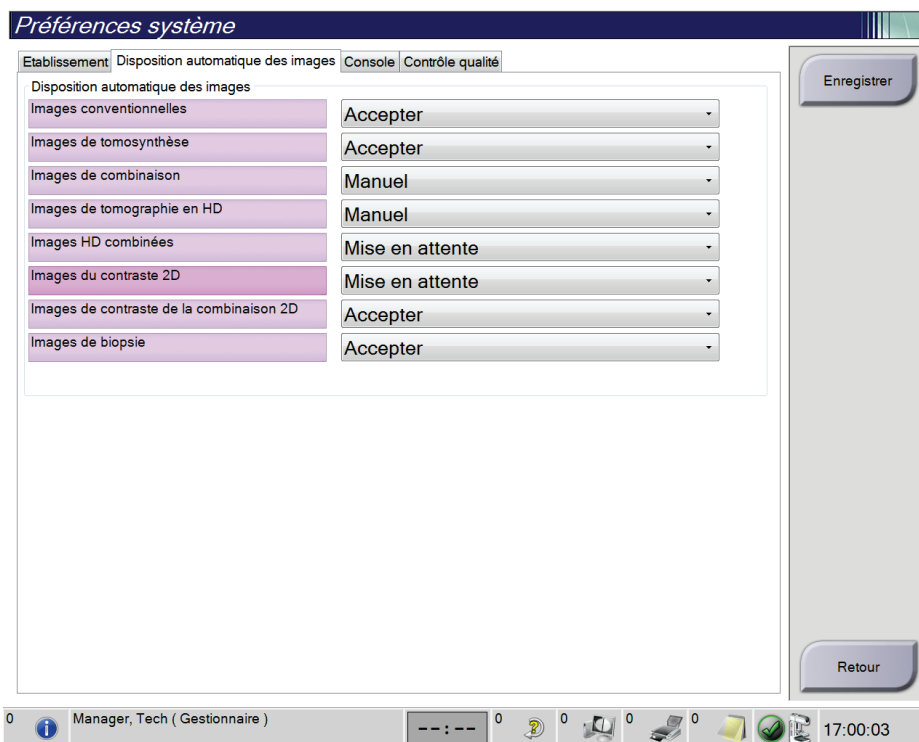 Préférences système
Etablissement Disposition automatique des images Console Contrôle qualité
Enregistrer
Disposition automatique des images
Images conventionnelles Accepter
Images de tomosynthèse Accepter
Images de combinaison Manuel
Images de tomographie en HD Manuel
Images HD combinées Mise en attente
Images du contraste 2D Mise en attente
Images de contraste de la combinaison 2D Accepter
Images de biopsie Accepter
Retour
0 Manager, Tech ( Gestionnaire ) --:-- 0 0 0 0 17:00:03